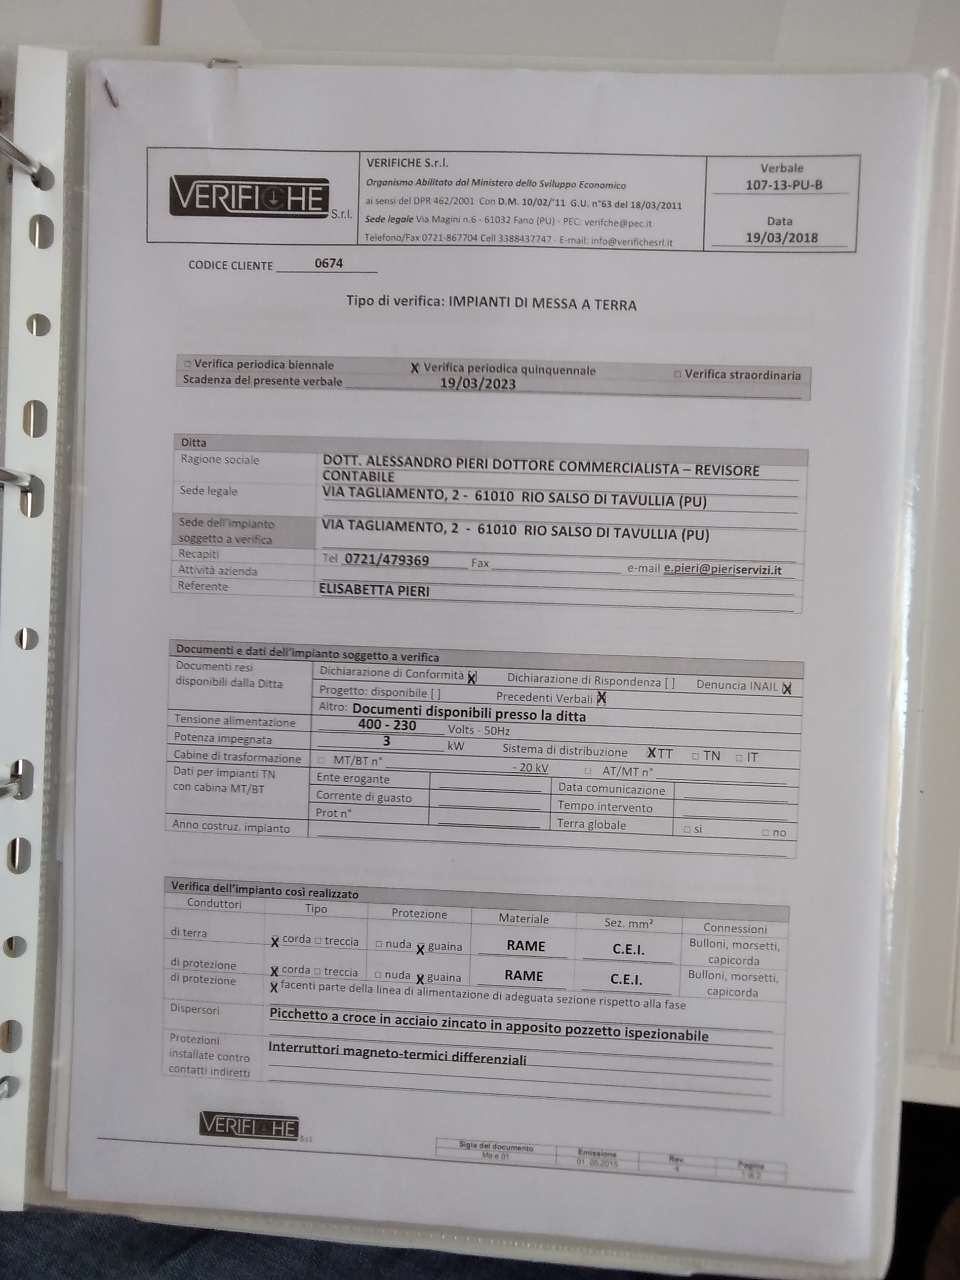 VERIFICHE S.r.l.
VERIFICHE S.r.l.
Organismo Abilitato dal Ministero dello Sviluppo Economico
ai sensi del DPR 462/2001 Con D.M. 10/02/'11 G.U. n°63 del 18/03/2011
Sede legale Via Magini n.6 - 61032 Fano (PU) - PEC: verifche@pec.it
Telefono/Fax 0721-867704 Cell 3388437747 - E-mail: info@verifichesrl.it
Verbale
107-13-PU-B
Data
19/03/2018
CODICE CLIENTE 0674
Tipo di verifica: IMPIANTI DI MESSA A TERRA
□ Verifica periodica biennale X Verifica periodica quinquennale □ Verifica straordinaria
Scadenza del presente verbale 19/03/2023
Ditta
Ragione sociale DOTT. ALESSANDRO PIERI DOTTORE COMMERCIALISTA – REVISORE
CONTABILE
Sede legale VIA TAGLIAMENTO, 2 - 61010 RIO SALSO DI TAVULLIA (PU)
Sede dell'impianto VIA TAGLIAMENTO, 2 - 61010 RIO SALSO DI TAVULLIA (PU)
soggetto a verifica
Recapiti Tel 0721/479369 Fax e-mail e.pieri@pieriservizi.it
Attività azienda
Referente ELISABETTA PIERI
Documenti e dati dell'impianto soggetto a verifica
Documenti resi Dichiarazione di Conformità [X] Dichiarazione di Rispondenza [ ] Denuncia INAIL [X]
disponibili dalla Ditta Progetto: disponibile [ ] Precedenti Verbali [X]
Altro: Documenti disponibili presso la ditta
Tensione alimentazione 400 - 230 Volts - 50Hz
Potenza impegnata 3 kW Sistema di distribuzione X TT □ TN □ IT
Cabine di trasformazione □ MT/BT n° - 20 kV □ AT/MT n°
Dati per impianti TN Ente erogante Data comunicazione
con cabina MT/BT Corrente di guasto Tempo intervento
Prot n° Terra globale □ si □ no
Anno costruz. impianto
Verifica dell'impianto così realizzato
Conduttori Tipo Protezione Materiale Sez. mm² Connessioni
di terra X corda □ treccia □ nuda X guaina RAME C.E.I. Bulloni, morsetti,
capicorda
di protezione X corda □ treccia □ nuda X guaina RAME C.E.I. Bulloni, morsetti,
capicorda
di protezione X facenti parte della linea di alimentazione di adeguata sezione rispetto alla fase
Dispersori Picchetto a croce in acciaio zincato in apposito pozzetto ispezionabile
Protezioni Interruttori magneto-termici differenziali
installate contro
contatti indiretti
VERIFICHE S.r.l.
Sigla del documento Emissione Rev. Pagina
Mo e 01 4